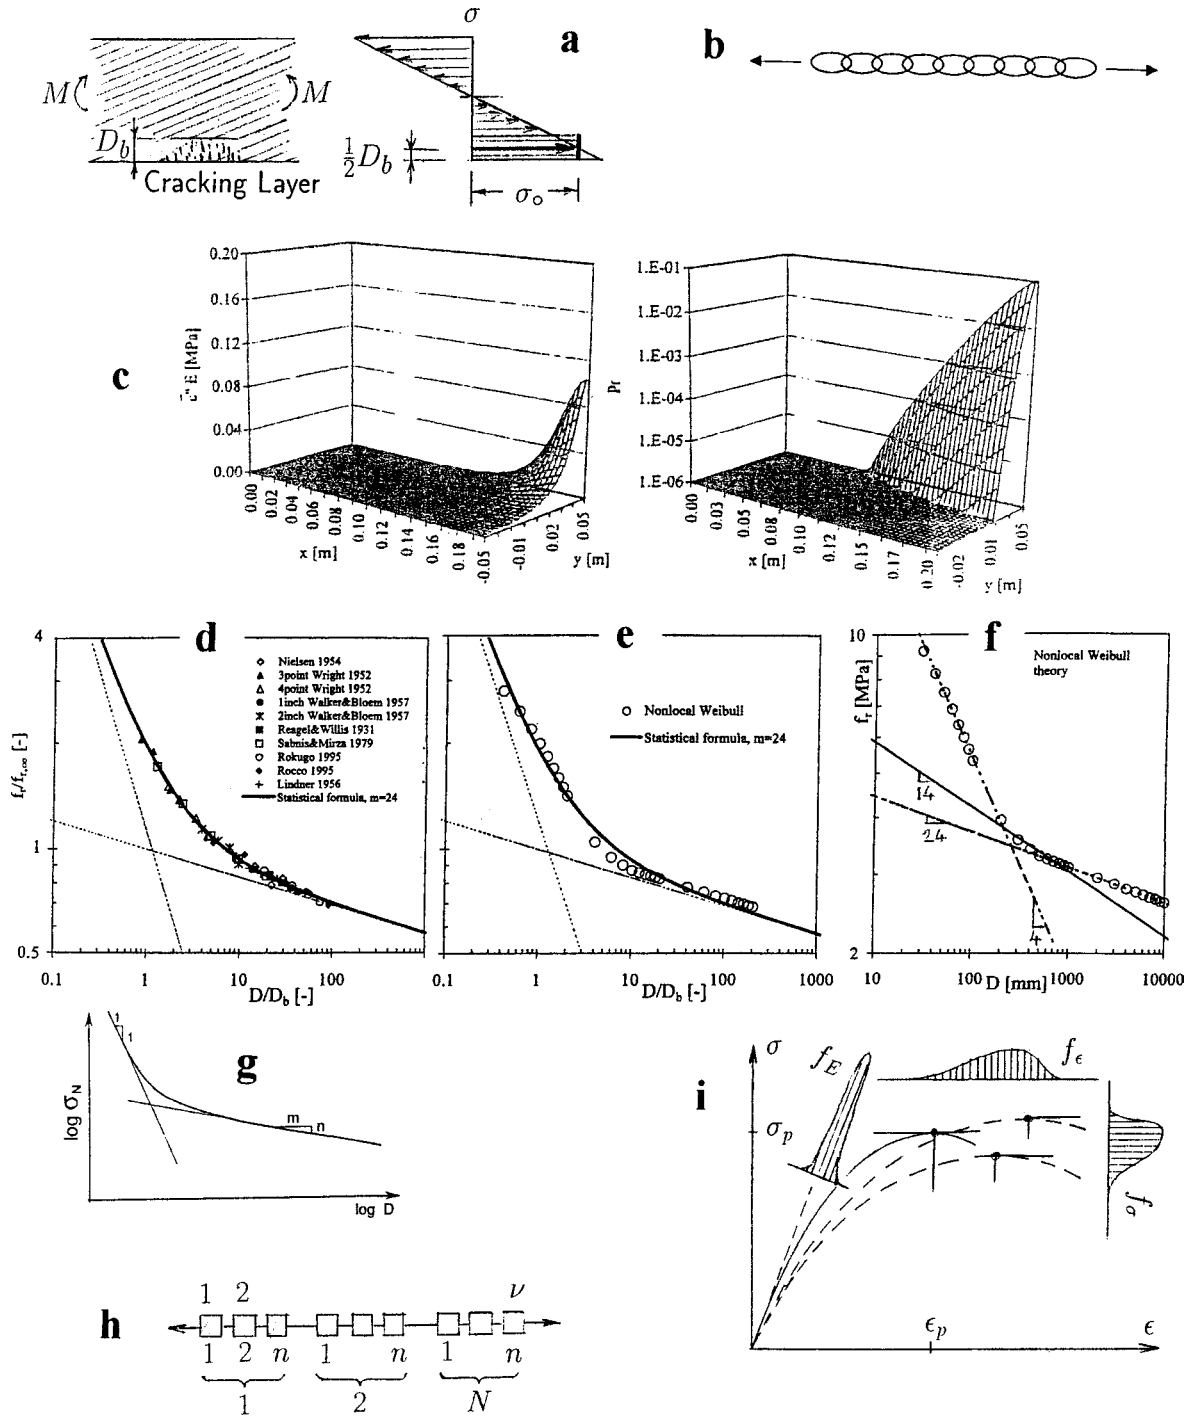 σ
a
b
M
M
D_b
½D_b
Cracking Layer
σ_o
c
0.20
0.16
0.12
0.08
0.04
0.00
0.00
0.02
0.04
0.06
0.08
0.10
0.12
0.14
0.16
0.18
x [m]
-0.05
-0.01
0.02
0.05
y [m]
1.E-01
1.E-02
1.E-03
1.E-04
1.E-05
1.E-06
0.00
0.03
0.05
0.08
0.10
0.12
0.15
0.17
0.20
x [m]
-0.02
0.01
0.05
y [m]
d
4
1
0.5
f_r/f_r,∞ [-]
Nielsen 1954
3point Wright 1952
4point Wright 1952
1inch Walker&Bloem 1957
2inch Walker&Bloem 1957
Reagel&Willis 1931
Sabnis&Mirza 1979
Rokugo 1995
Rocco 1995
Lindner 1956
Statistical formula, m=24
0.1
1
10
100
D/D_b [-]
e
Nonlocal Weibull
Statistical formula, m=24
0.1
1
10
100
1000
D/D_b [-]
f
10
2
f_r [MPa]
Nonlocal Weibull
theory
14
24
4
10
100
1000
10000
D [mm]
g
1
1
log σ_N
m
n
log D
h
1 2 ν
1 2 n 1 n 1 n
1 2 N
i
σ
f_E
f_ϵ
σ_p
f_σ
ϵ_p
ϵ